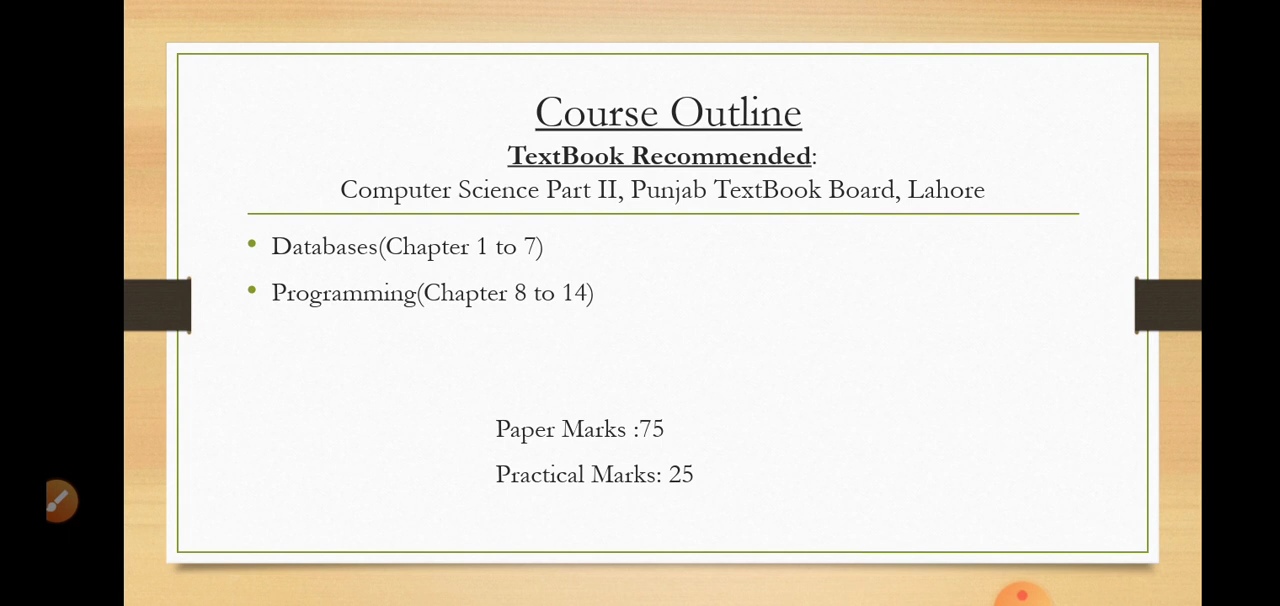 Course Outline
TextBook Recommended:
Computer Science Part II, Punjab TextBook Board, Lahore
• Databases(Chapter 1 to 7)
• Programming(Chapter 8 to 14)
Paper Marks :75
Practical Marks: 25